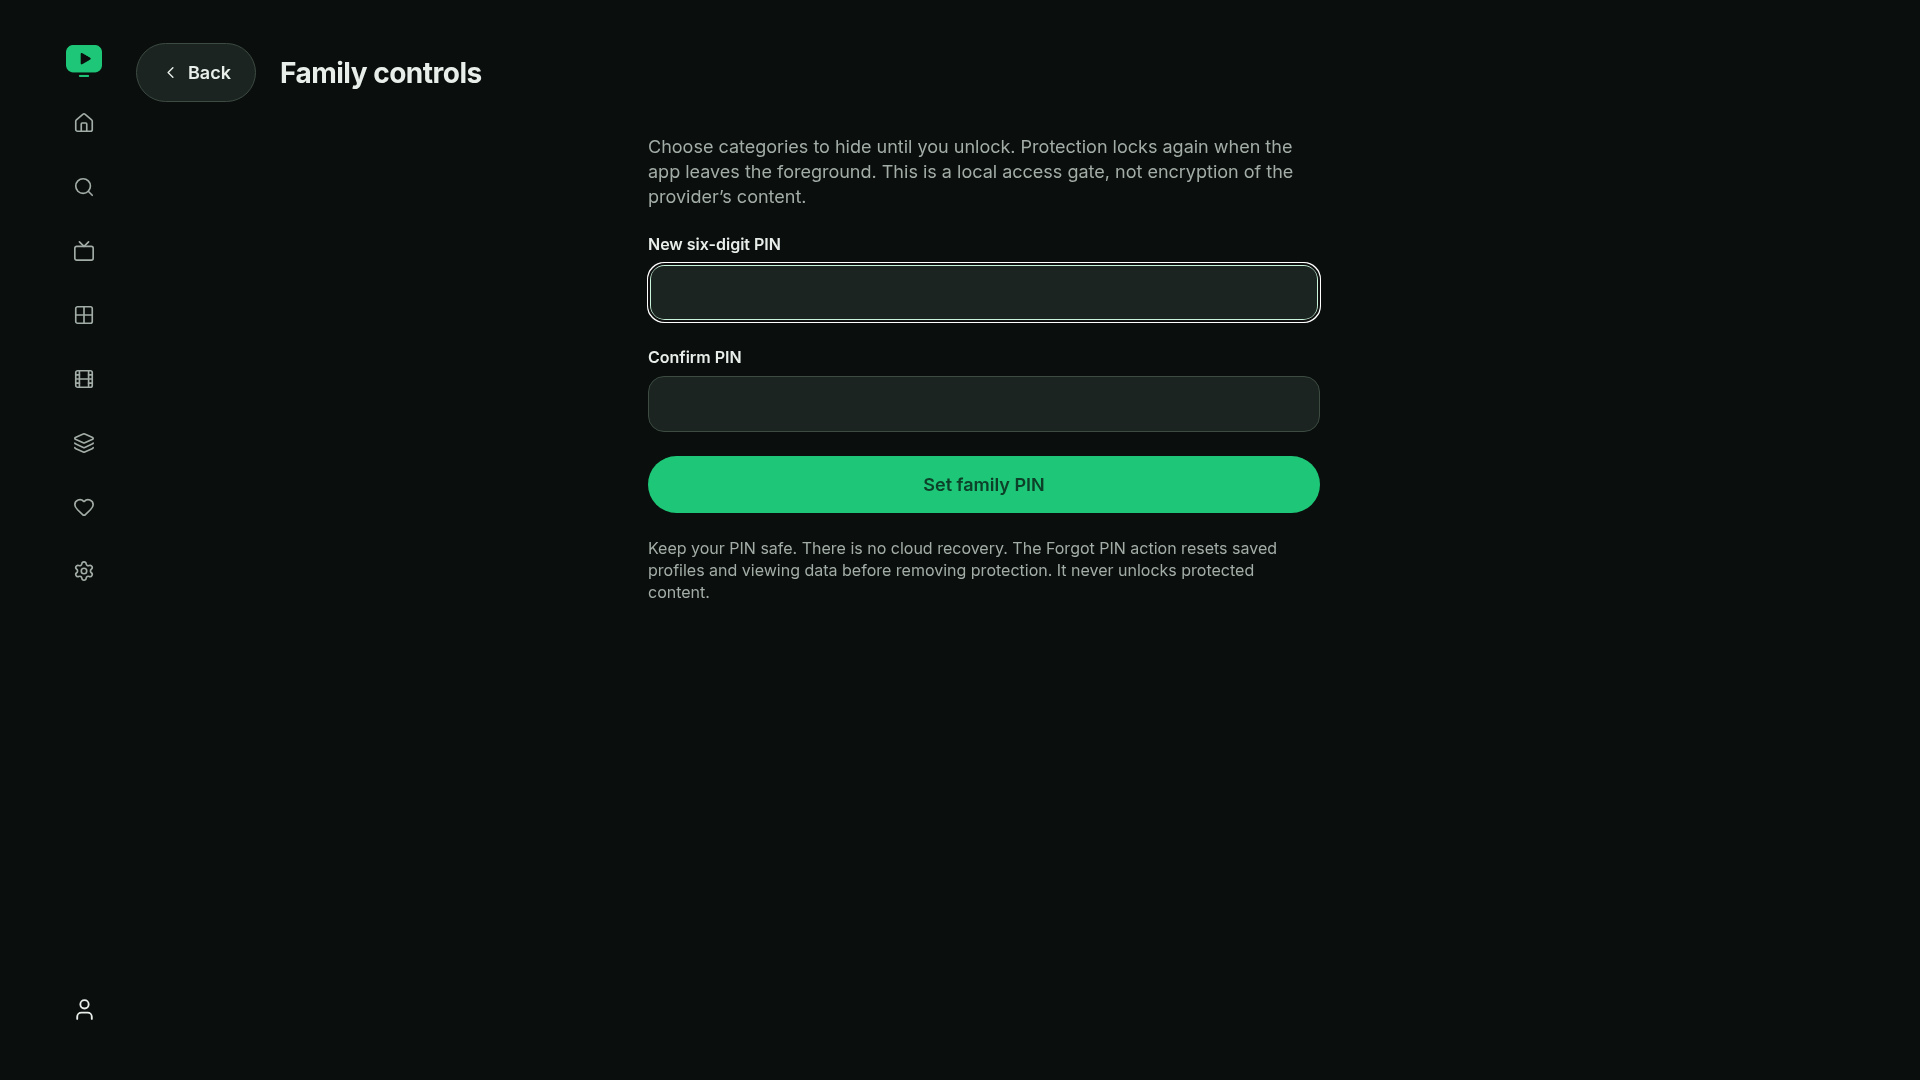 Back
Family controls
Choose categories to hide until you unlock. Protection locks again when the
app leaves the foreground. This is a local access gate, not encryption of the
provider’s content.
New six-digit PIN
Confirm PIN
Set family PIN
Keep your PIN safe. There is no cloud recovery. The Forgot PIN action resets saved
profiles and viewing data before removing protection. It never unlocks protected
content.